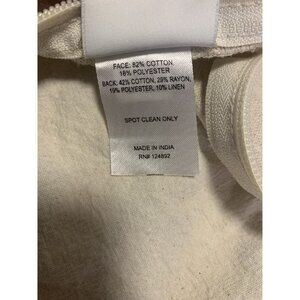 FACE: 82% COTTON,
18% POLYESTER
BACK: 42% COTTON, 29% RAYON,
19% POLYESTER, 10% LINEN
SPOT CLEAN ONLY
MADE IN INDIA
RN# 124892